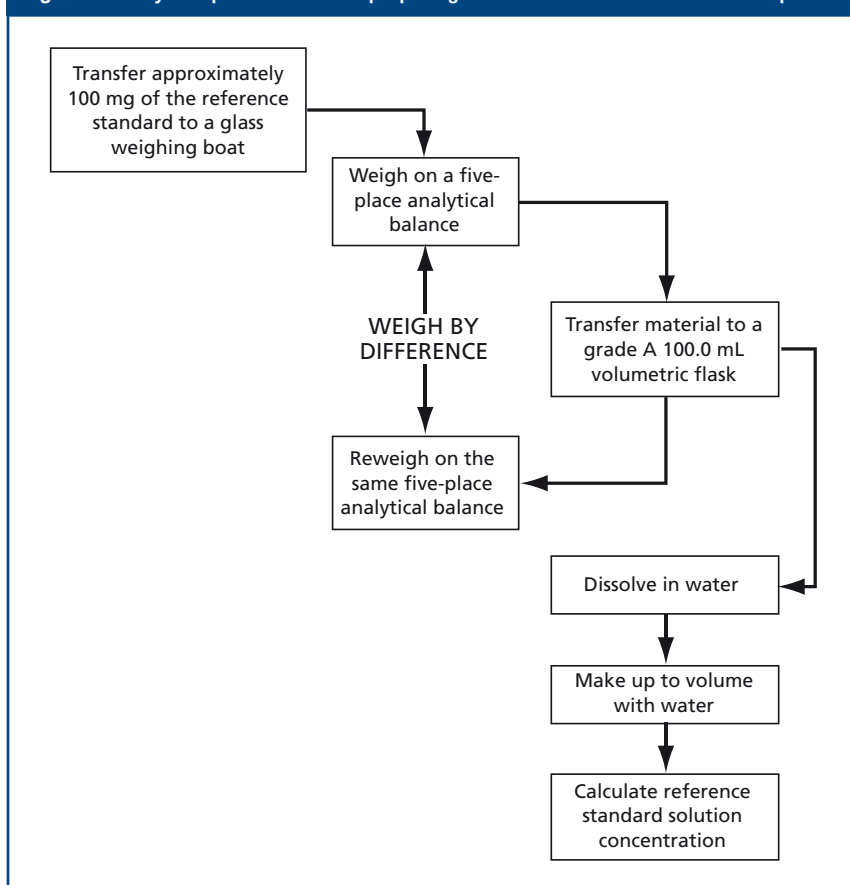 Transfer approximately
100 mg of the reference
standard to a glass
weighing boat
Weigh on a five-
place analytical
balance
WEIGH BY
DIFFERENCE
Transfer material to a
grade A 100.0 mL
volumetric flask
Reweigh on the
same five-place
analytical balance
Dissolve in water
Make up to volume
with water
Calculate reference
standard solution
concentration